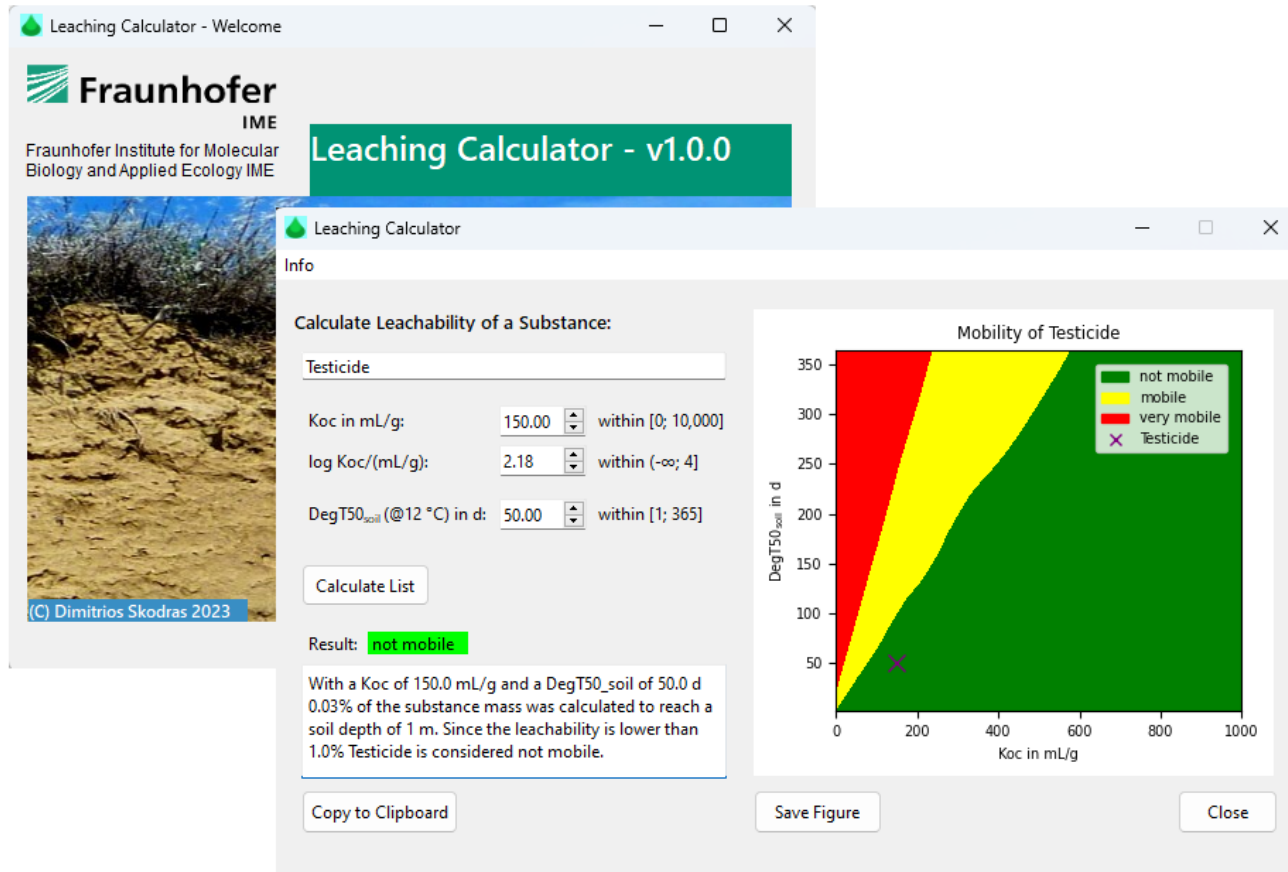 Leaching Calculator - Welcome
Fraunhofer
IME
Fraunhofer Institute for Molecular
Biology and Applied Ecology IME
Leaching Calculator - v1.0.0
(C) Dimitrios Skodras 2023
Leaching Calculator
Info
Calculate Leachability of a Substance:
Testicide
Koc in mL/g: 150.00 within [0; 10,000]
log Koc/(mL/g): 2.18 within (-∞; 4]
DegT50soil (@12 °C) in d: 50.00 within [1; 365]
Calculate List
Result: not mobile
With a Koc of 150.0 mL/g and a DegT50_soil of 50.0 d
0.03% of the substance mass was calculated to reach a
soil depth of 1 m. Since the leachability is lower than
1.0% Testicide is considered not mobile.
Copy to Clipboard
Mobility of Testicide
not mobile
mobile
very mobile
Testicide
DegT50soil in d
350
300
250
200
150
100
50
0 200 400 600 800 1000
Koc in mL/g
Save Figure
Close